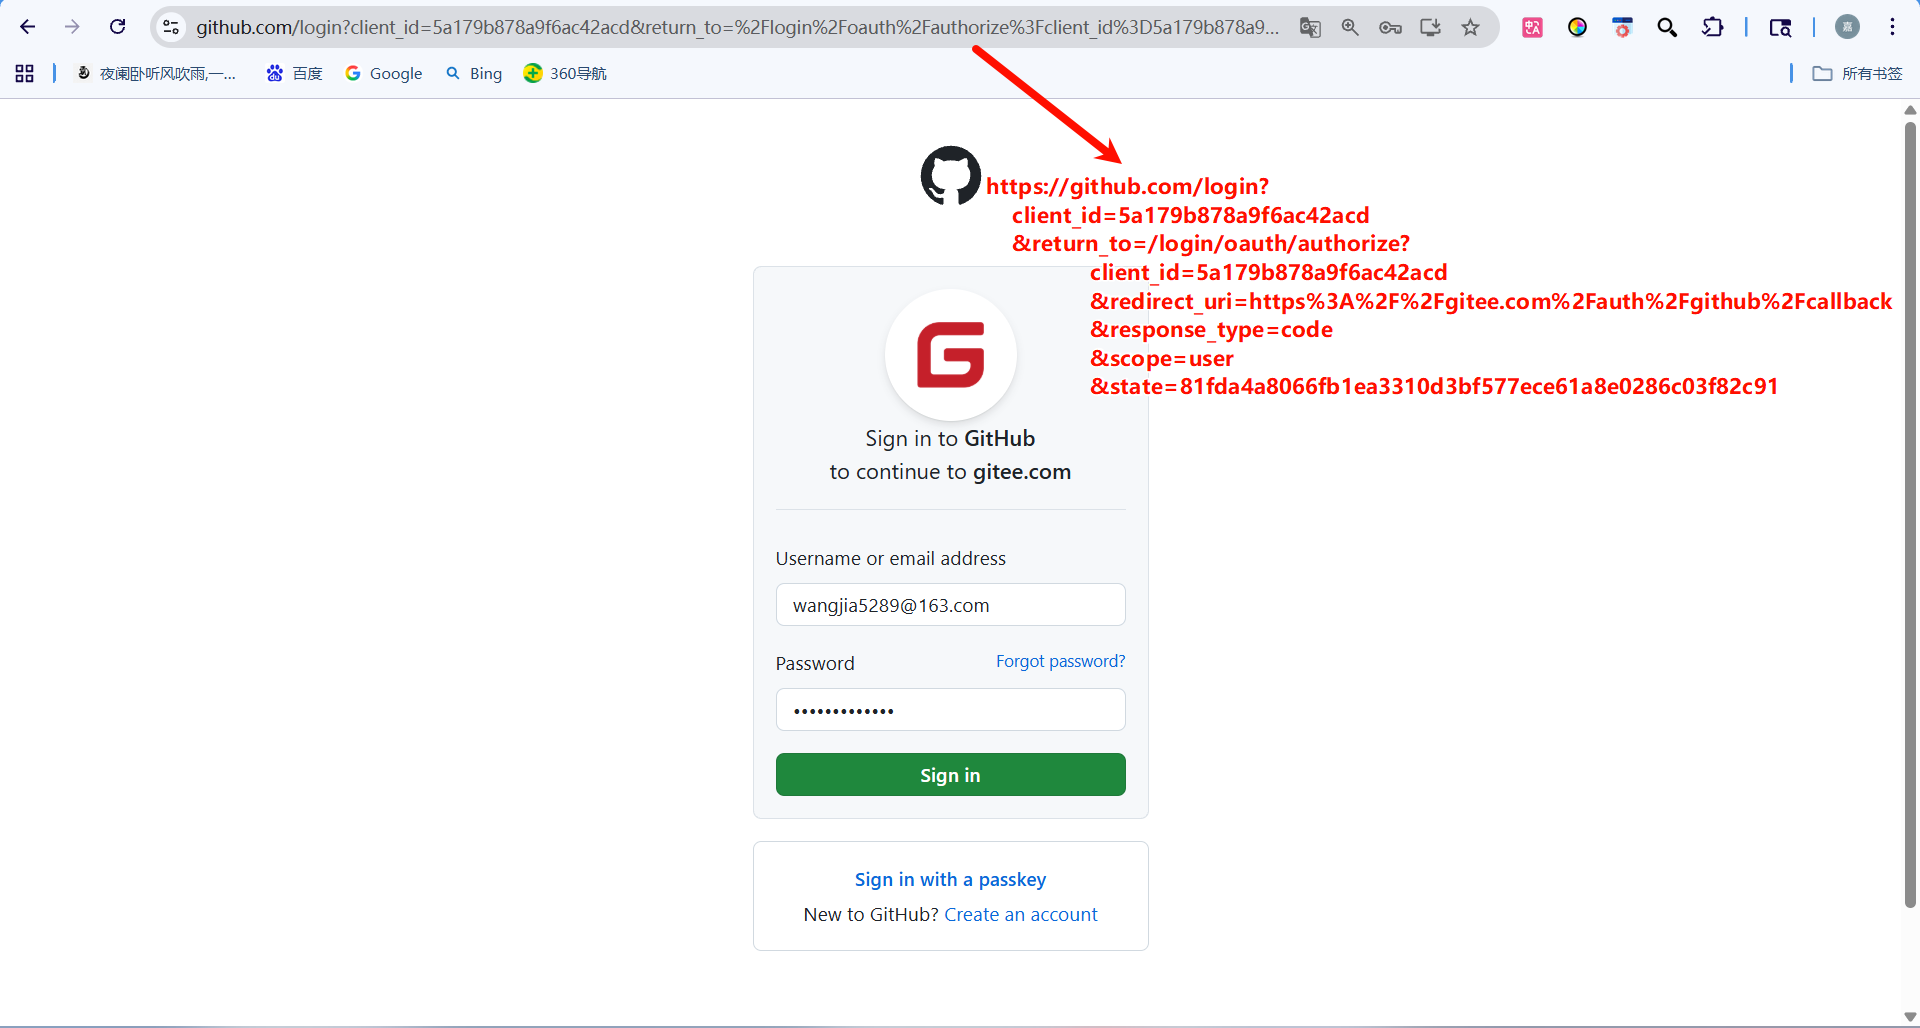 github.com/login?client_id=5a179b878a9f6ac42acd&return_to=%2Flogin%2Foauth%2Fauthorize%3Fclient_id%3D5a179b878a9...
嘉
夜阑卧听风吹雨,一...
百度
Google
Bing
360导航
所有书签
https://github.com/login?
client_id=5a179b878a9f6ac42acd
&return_to=/login/oauth/authorize?
client_id=5a179b878a9f6ac42acd
&redirect_uri=https%3A%2F%2Fgitee.com%2Fauth%2Fgithub%2Fcallback
&response_type=code
&scope=user
&state=81fda4a8066fb1ea3310d3bf577ece61a8e0286c03f82c91
Sign in to GitHub
to continue to gitee.com
Username or email address
wangjia5289@163.com
Password
Forgot password?
•••••••••••••
Sign in
Sign in with a passkey
New to GitHub? Create an account